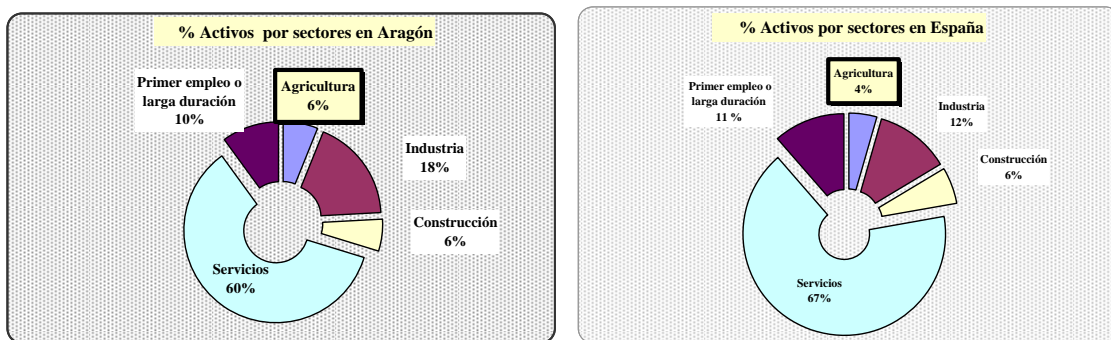 % Activos por sectores en Aragón
Primer empleo o
larga duración
10%
Agricultura
6%
Industria
18%
Construcción
6%
Servicios
60%
% Activos por sectores en España
Primer empleo o
larga duración
11 %
Agricultura
4%
Industria
12%
Construcción
6%
Servicios
67%